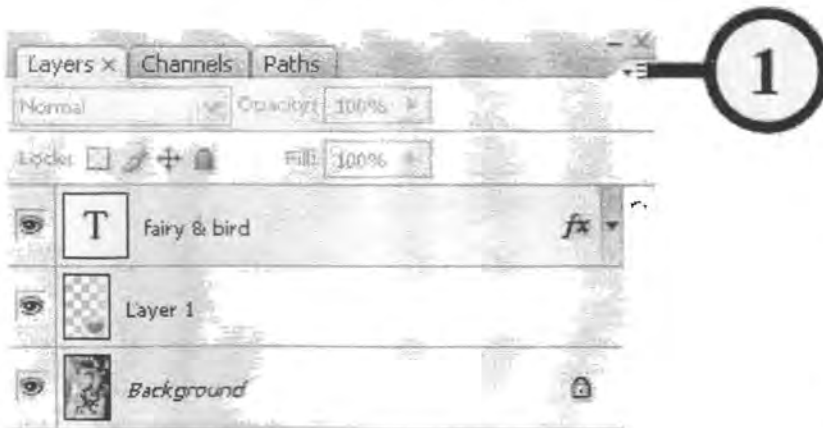 Layers × Channels Paths
1
Normal Opacity: 100%
Lock: Fill: 100%
T fairy & bird fx
Layer 1
Background